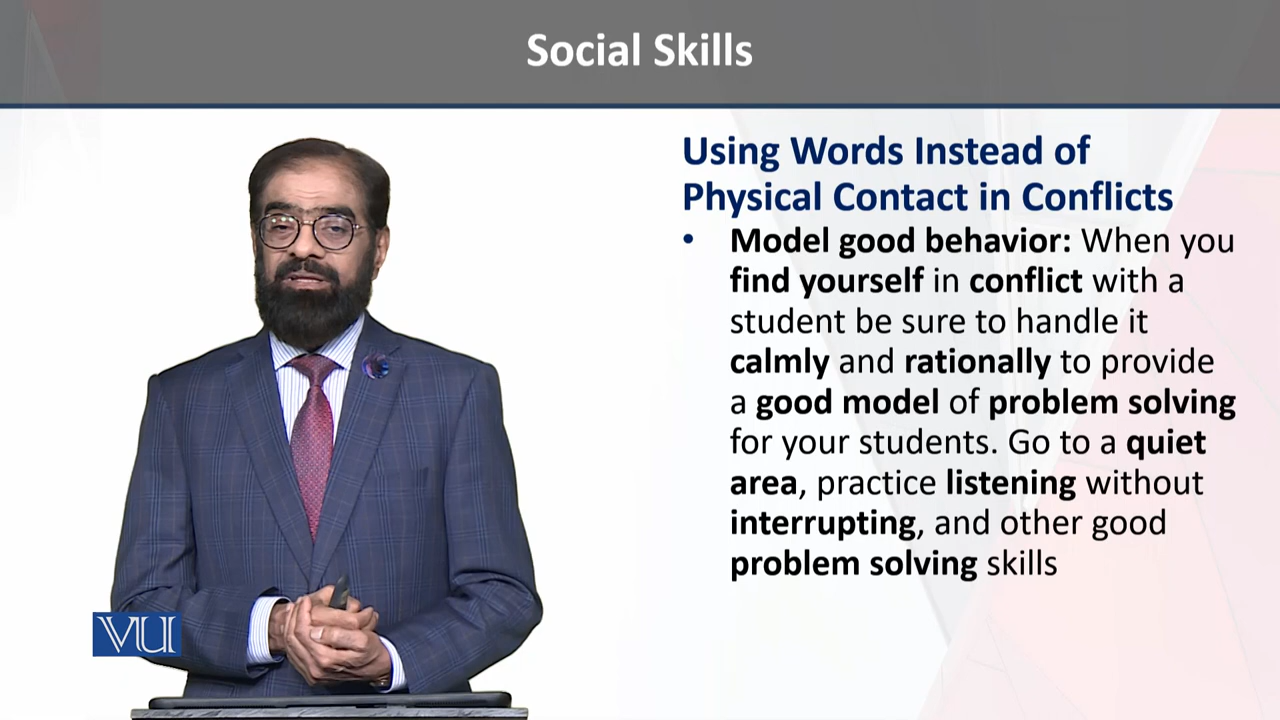 Social Skills
Using Words Instead of
Physical Contact in Conflicts
• Model good behavior: When you
find yourself in conflict with a
student be sure to handle it
calmly and rationally to provide
a good model of problem solving
for your students. Go to a quiet
area, practice listening without
interrupting, and other good
problem solving skills
VU